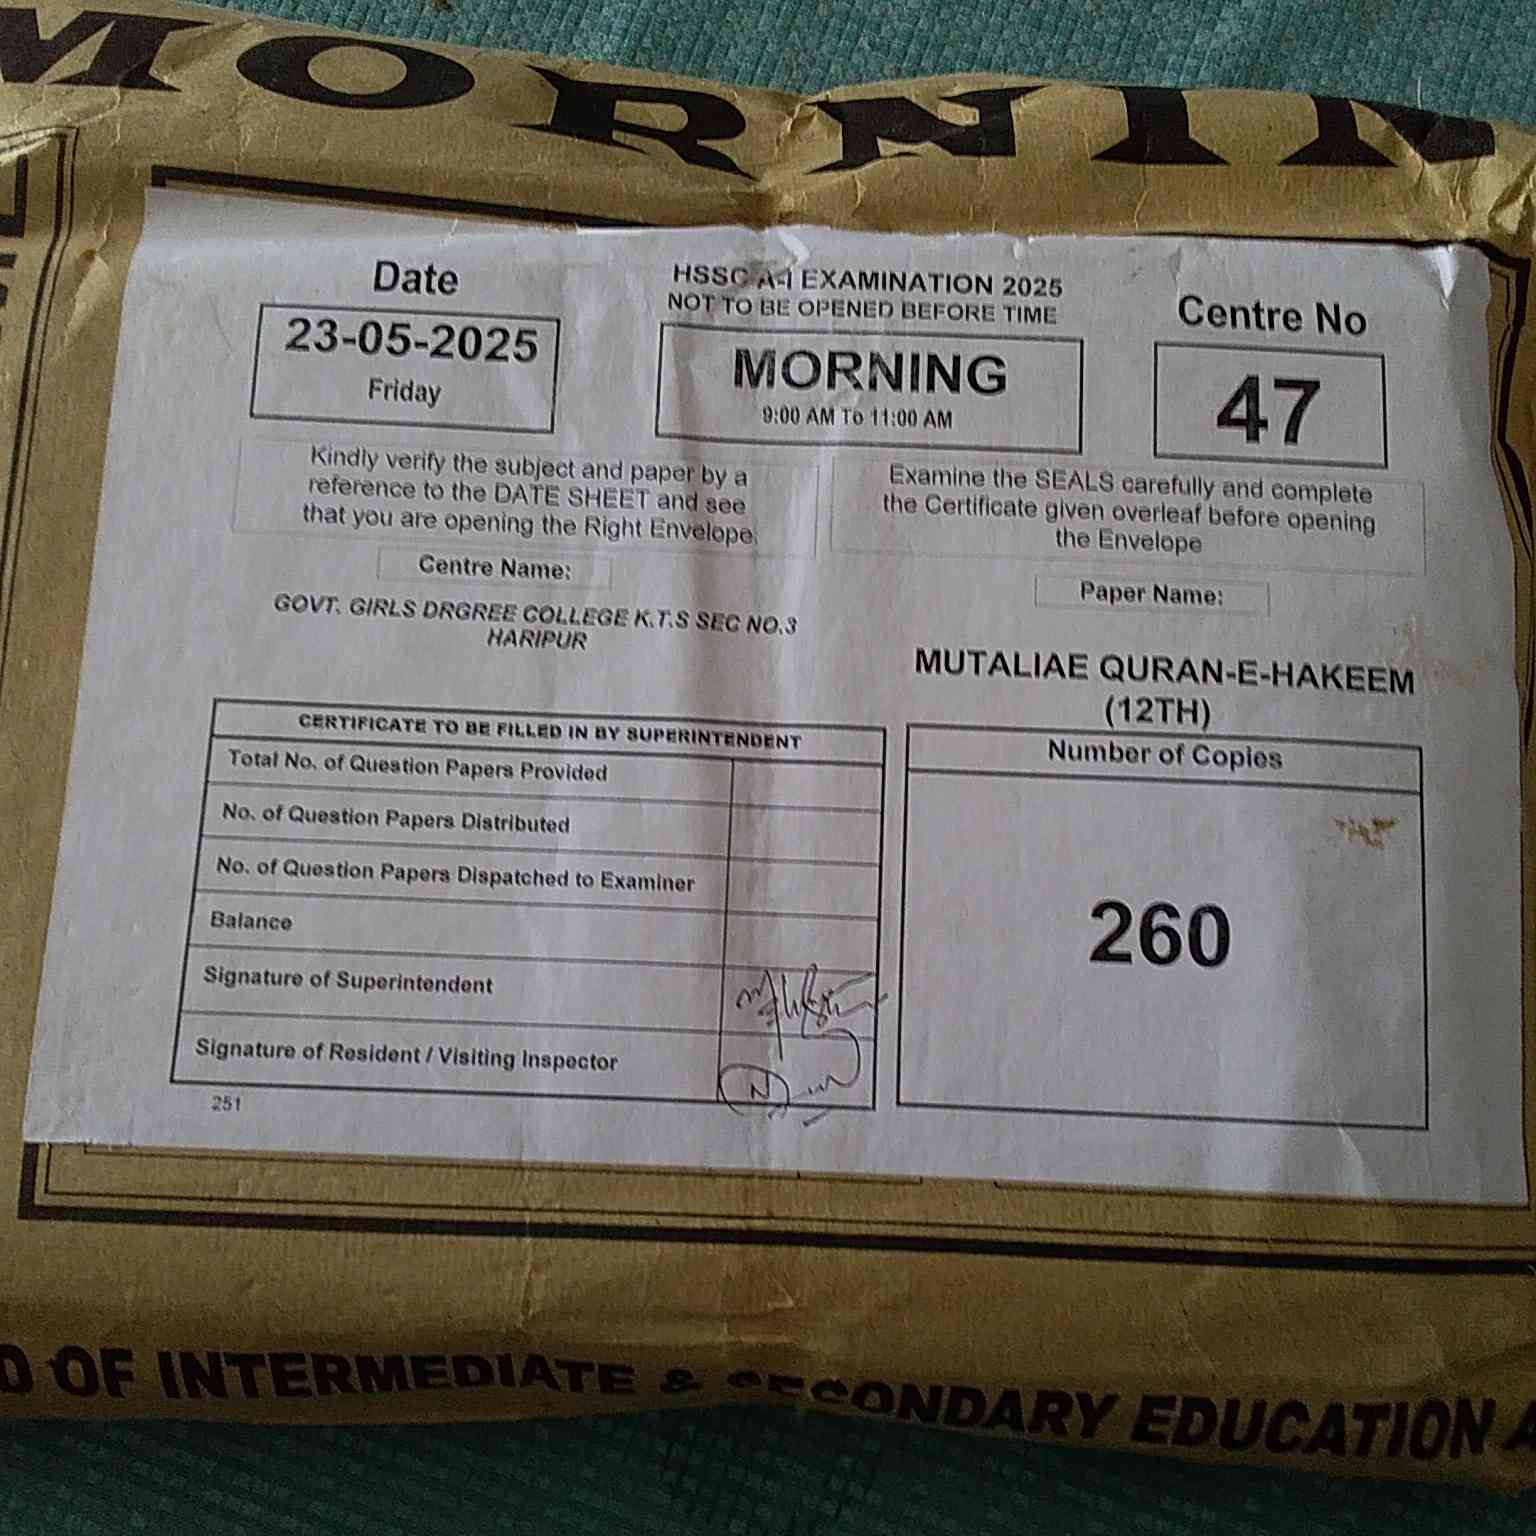 MORNIN
Date
23-05-2025
Friday
HSSC A-I EXAMINATION 2025
NOT TO BE OPENED BEFORE TIME
MORNING
9:00 AM To 11:00 AM
Centre No
47
Kindly verify the subject and paper by a
reference to the DATE SHEET and see
that you are opening the Right Envelope.
Examine the SEALS carefully and complete
the Certificate given overleaf before opening
the Envelope
Centre Name:
GOVT. GIRLS DRGREE COLLEGE K.T.S SEC NO.3
HARIPUR
Paper Name:
MUTALIAE QURAN-E-HAKEEM
(12TH)
CERTIFICATE TO BE FILLED IN BY SUPERINTENDENT
Total No. of Question Papers Provided
No. of Question Papers Distributed
No. of Question Papers Dispatched to Examiner
Balance
Signature of Superintendent
Signature of Resident / Visiting Inspector
251
Number of Copies
260
D OF INTERMEDIATE & SECONDARY EDUCATION A